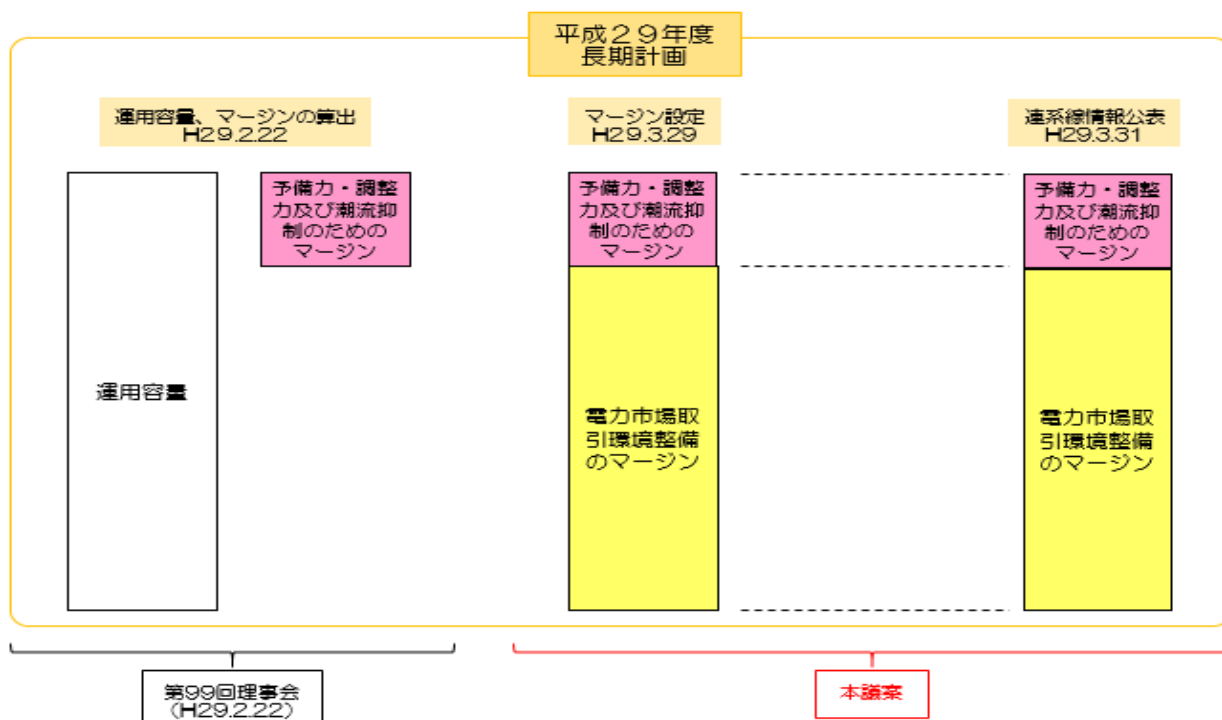 平成２９年度
長期計画
運用容量、マージンの算出
H29.2.22
マージン設定
H29.3.29
連系線情報公表
H29.3.31
運用容量
予備力・調整
力及び潮流抑
制のための
マージン
予備力・調整
力及び潮流抑
制のための
マージン
電力市場取
引環境整備
のマージン
予備力・調整
力及び潮流抑
制のための
マージン
電力市場取
引環境整備
のマージン
第99回理事会
（H29.2.22）
本議案